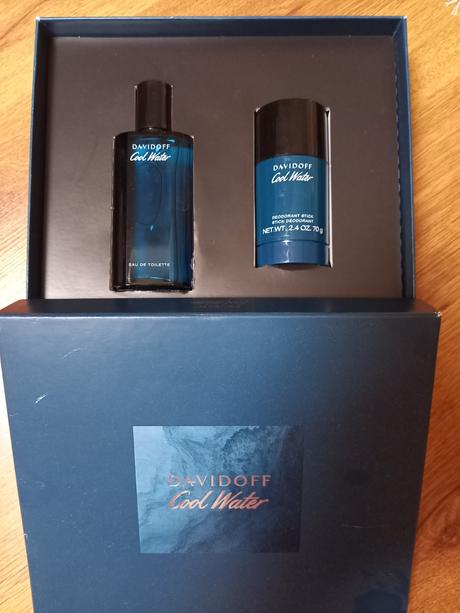 DAVIDOFF
Cool Water
EAU DE TOILETTE
DAVIDOFF
Cool Water
DEODORANT STICK
STICK DÉODORANT
NET.WT. 2.4 OZ. 70 g
DAVIDOFF
Cool Water